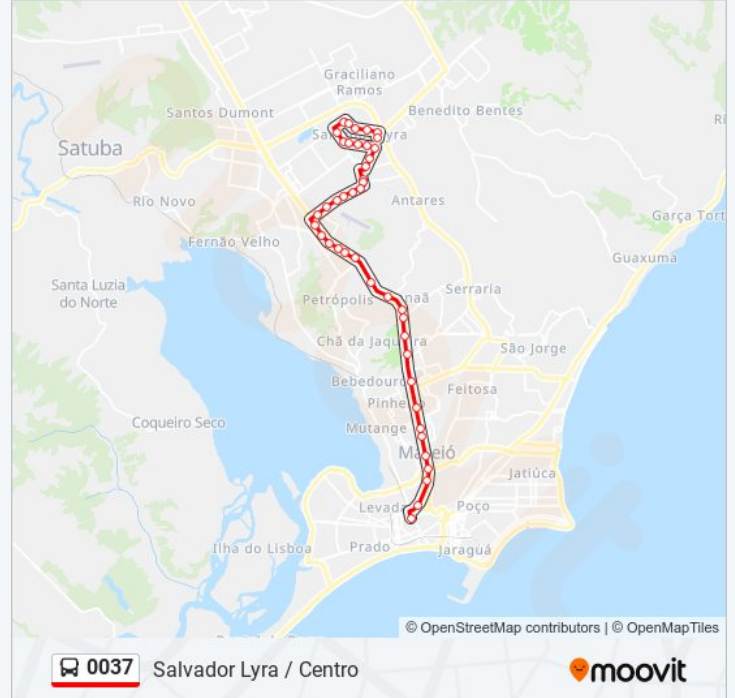 Graciliano
Ramos
Santos Dumont
Benedito Bentes
Satuba
Rio Novo
Antares
Garça Tort
Fernão Velho
Guaxuma
Santa Luzia
do Norte
Serraria
Petrópolis
Chã da Jaqueira
São Jorge
Bebedouro
Feitosa
Coqueiro Seco
Mutange
Jatiúca
Poço
Ilha do Lisboa
Prado
Jaraguá
© OpenStreetMap contributors | © OpenMapTiles
0037 Salvador Lyra / Centro
moovit